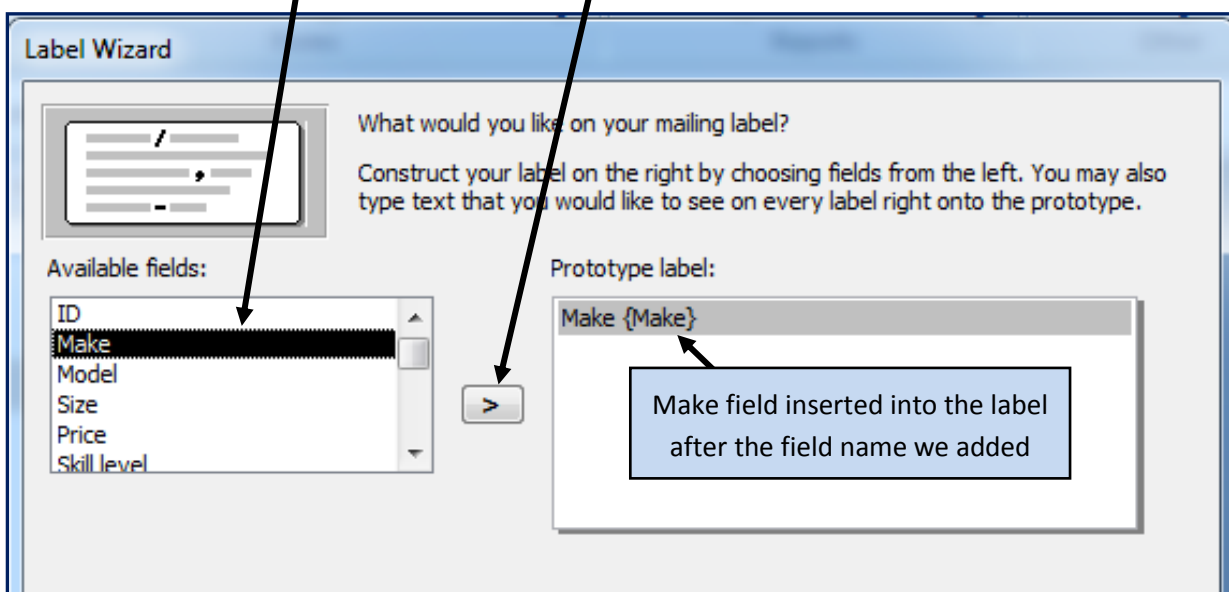 Label Wizard
What would you like on your mailing label?
Construct your label on the right by choosing fields from the left. You may also
type text that you would like to see on every label right onto the prototype.
Available fields:
Prototype label:
ID
Make
Model
Size
Price
Skill level
>
Make {Make}
Make field inserted into the label
after the field name we added